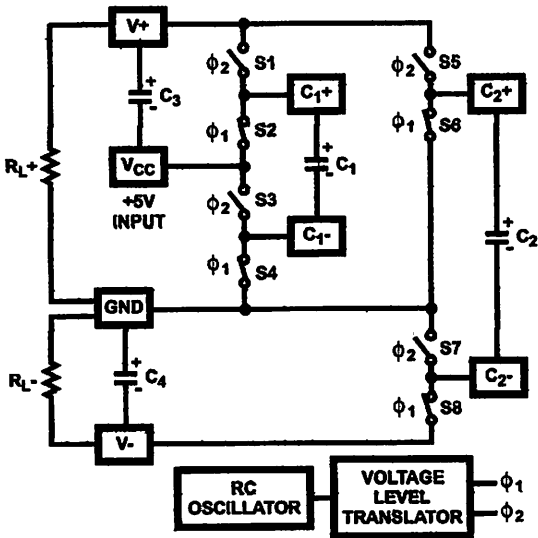 V+
ϕ2
S1
ϕ2
S5
+
-
C3
C1+
C2+
ϕ1
S2
ϕ1
S6
RL+
VCC
+
-
C1
+5V
INPUT
ϕ2
S3
+
-
C2
C1-
ϕ1
S4
GND
ϕ2
S7
RL-
+
-
C4
C2-
ϕ1
S8
V-
RC
OSCILLATOR
VOLTAGE
LEVEL
TRANSLATOR
ϕ1
ϕ2